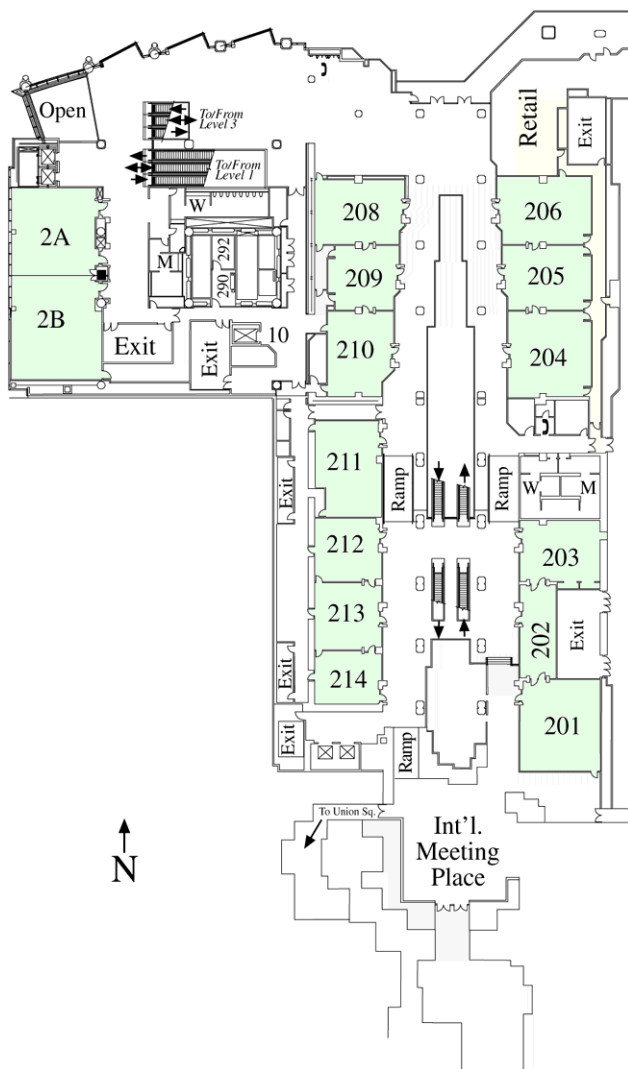 Open
To/From
Level 3
To/From
Level 1
Retail
Exit
W
M
292
290
2A
2B
Exit
Exit
10
208
209
210
206
205
204
211
212
213
214
Exit
Exit
Exit
Ramp
Ramp
W
M
203
202
Exit
201
Ramp
To Union Sq.
Int'l.
Meeting
Place
N